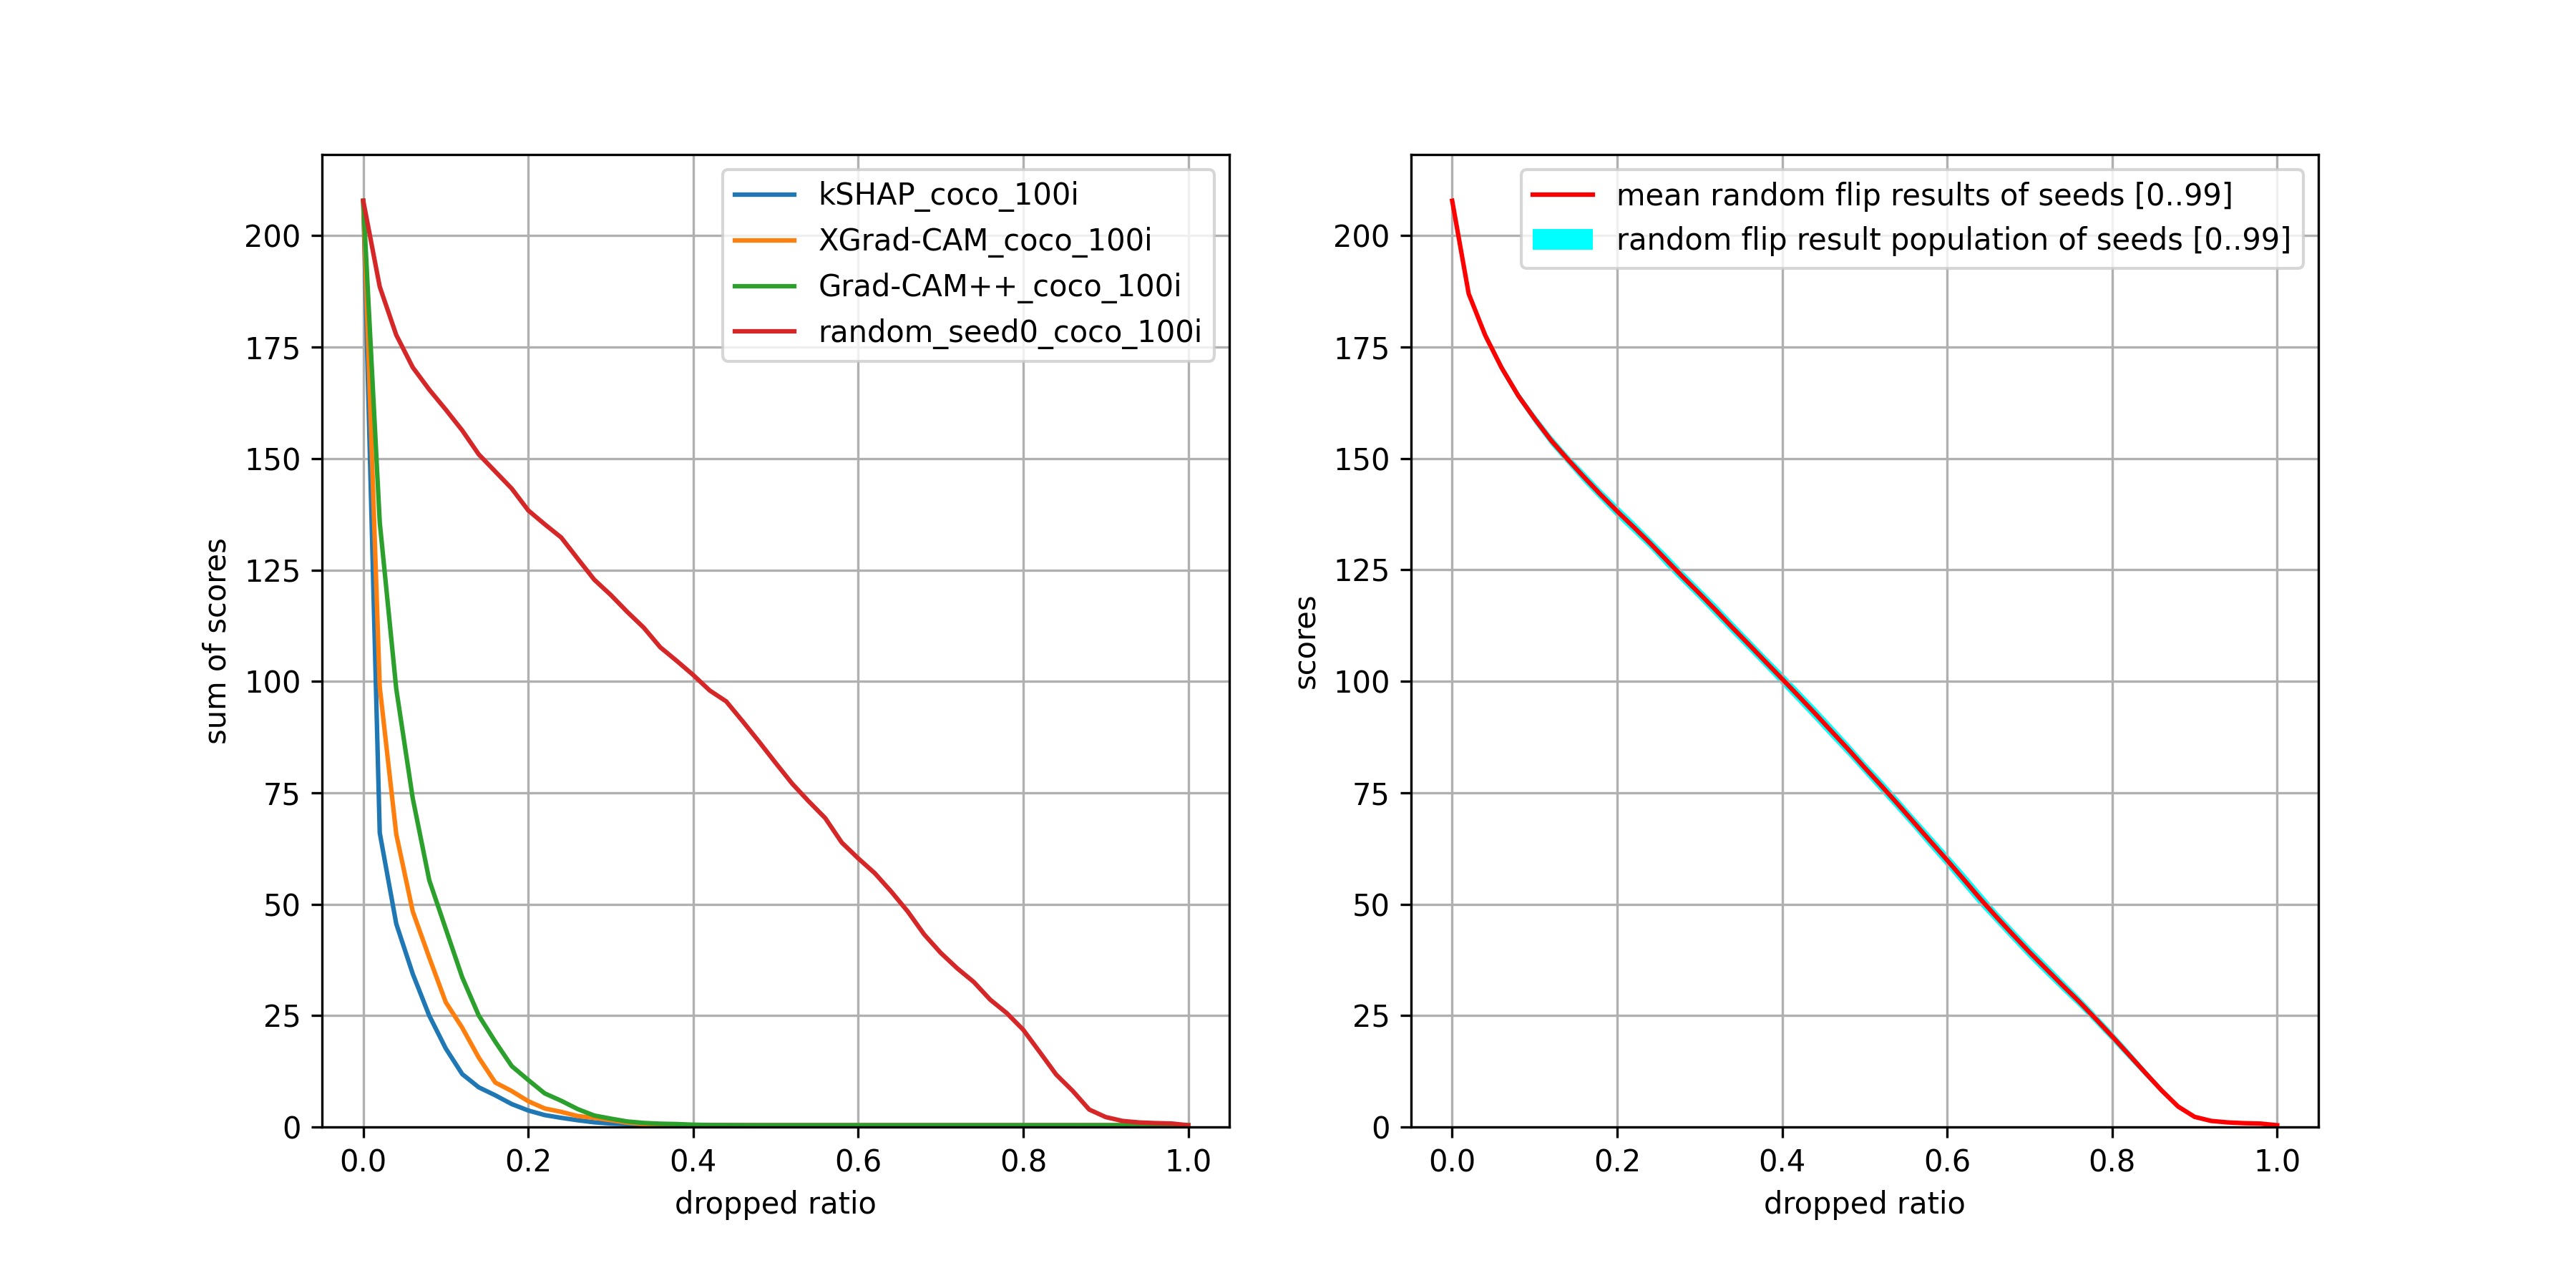 kSHAP_coco_100i
XGrad-CAM_coco_100i
Grad-CAM++_coco_100i
random_seed0_coco_100i
sum of scores
200
175
150
125
100
75
50
25
0
0.0 0.2 0.4 0.6 0.8 1.0
dropped ratio
mean random flip results of seeds [0..99]
random flip result population of seeds [0..99]
scores
200
175
150
125
100
75
50
25
0
0.0 0.2 0.4 0.6 0.8 1.0
dropped ratio